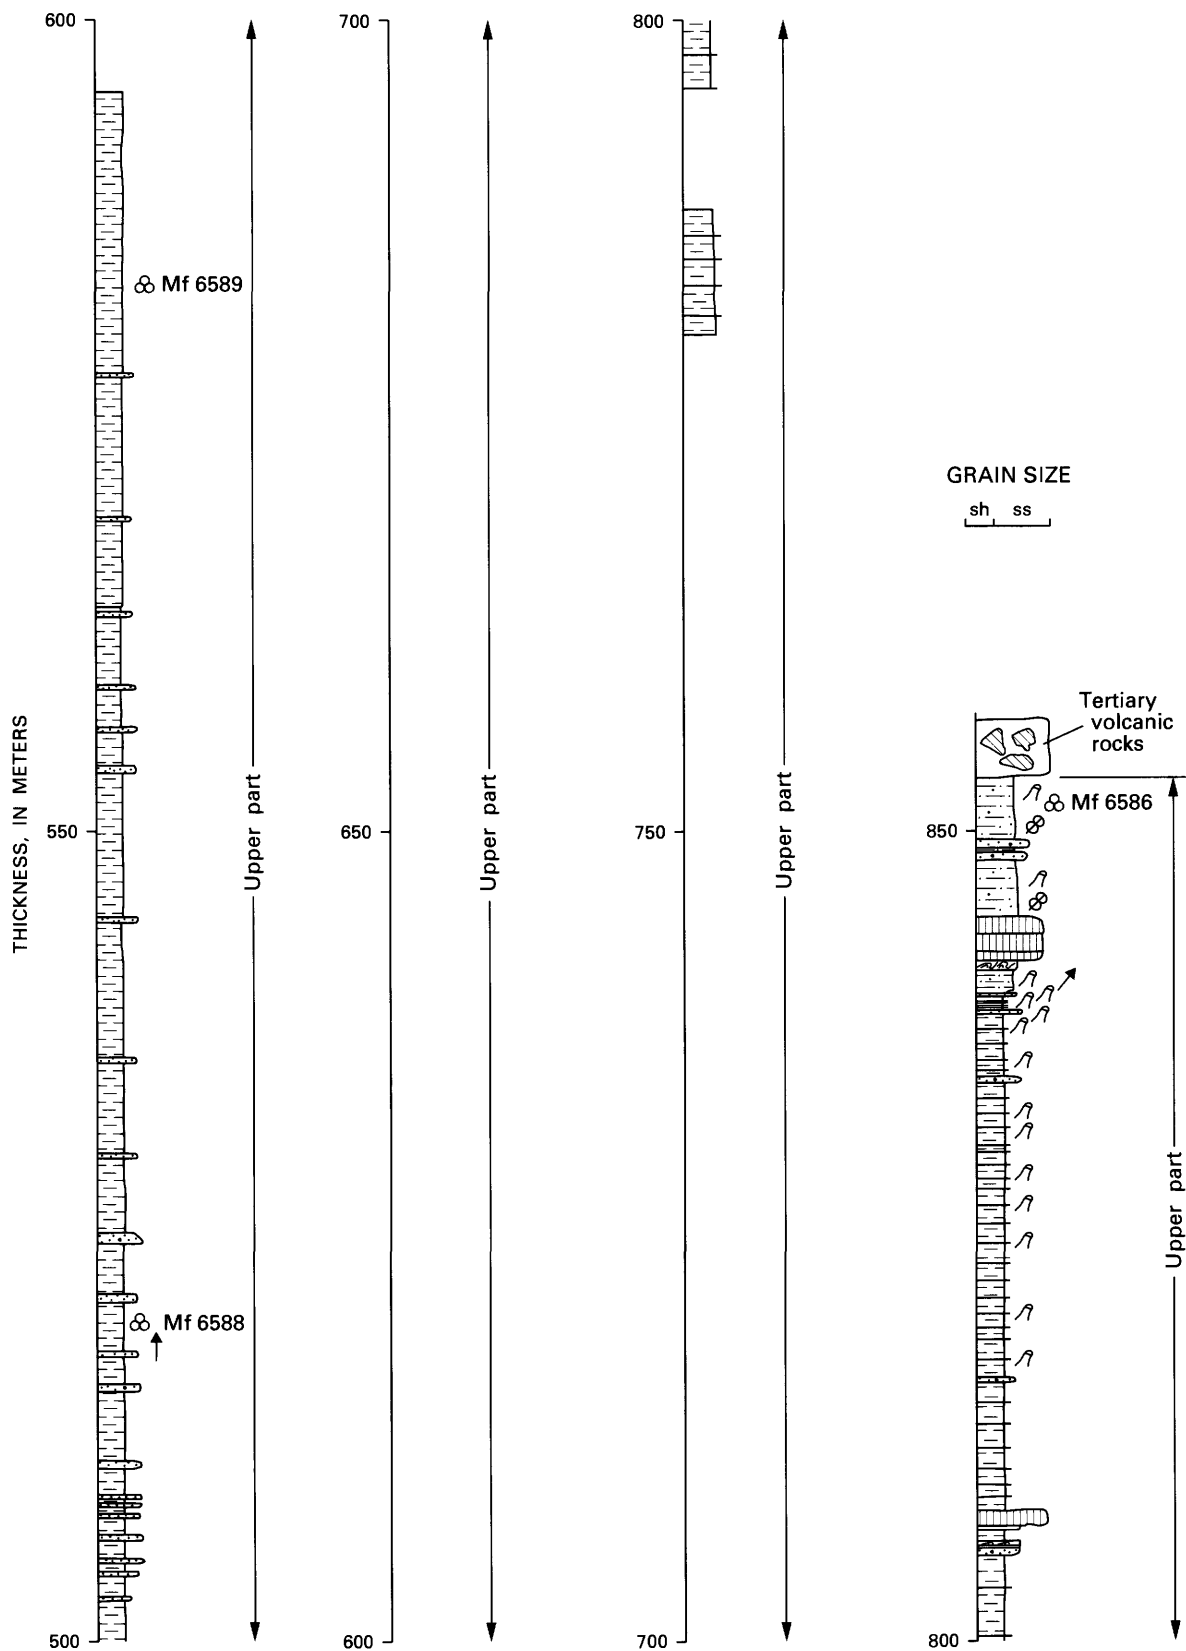 THICKNESS, IN METERS
600
Mf 6589
550
Upper part
Mf 6588
500
700
650
Upper part
600
800
750
Upper part
700
GRAIN SIZE
sh ss
Tertiary
volcanic
rocks
Mf 6586
850
Upper part
800